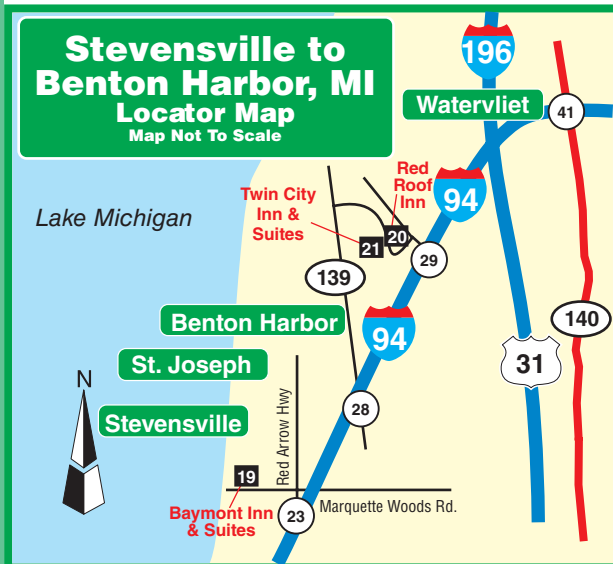 Stevensville to
Benton Harbor, MI
Locator Map
Map Not To Scale
196
Watervliet
41
Red
Roof
Inn
Twin City
Inn &
Suites
94
Lake Michigan
20
21
29
139
140
Benton Harbor
94
31
St. Joseph
N
Red Arrow Hwy
28
Stevensville
19
Marquette Woods Rd.
Baymont Inn
& Suites
23